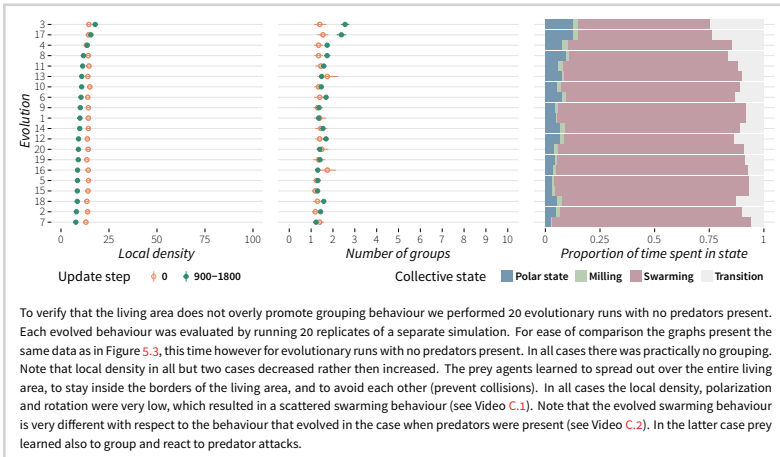 3
17
4
8
11
13
10
6
9
1
14
12
20
19
16
5
15
18
2
7
Evolution
0 25 50 75 100
Local density
0 1 2 3 4 5 6 7 8 9 10
Number of groups
0 0.25 0.50 0.75 1
Proportion of time spent in state
Update step 0 900–1800
Collective state Polar state Milling Swarming Transition
To verify that the living area does not overly promote grouping behaviour we performed 20 evolutionary runs with no predators present.
Each evolved behaviour was evaluated by running 20 replicates of a separate simulation. For ease of comparison the graphs present the
same data as in Figure 5.3, this time however for evolutionary runs with no predators present. In all cases there was practically no grouping.
Note that local density in all but two cases decreased rather then increased. The prey agents learned to spread out over the entire living
area, to stay inside the borders of the living area, and to avoid each other (prevent collisions). In all cases the local density, polarization
and rotation were very low, which resulted in a scattered swarming behaviour (see Video C.1). Note that the evolved swarming behaviour
is very different with respect to the behaviour that evolved in the case when predators were present (see Video C.2). In the latter case prey
learned also to group and react to predator attacks.